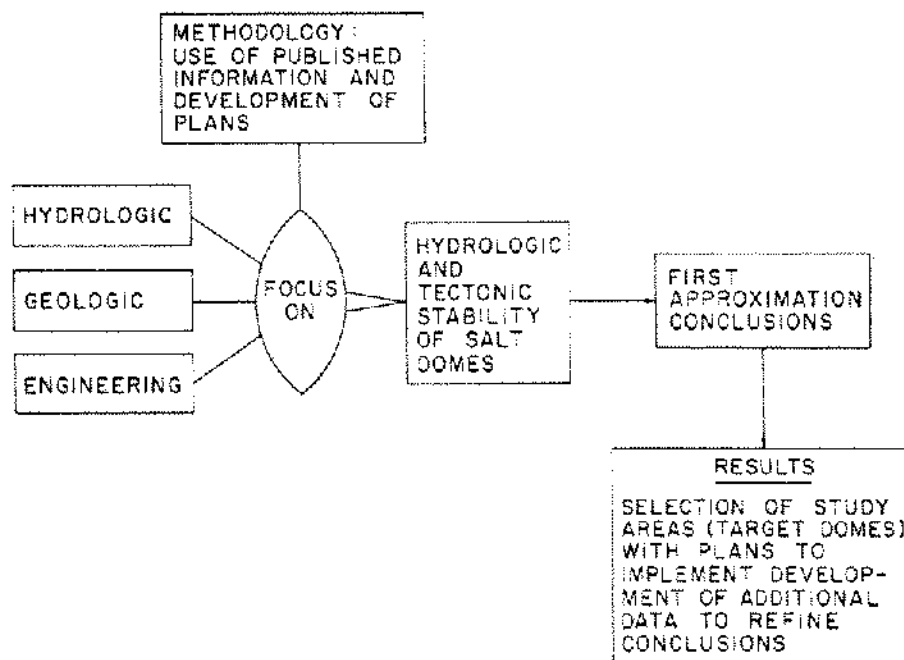 METHODOLOGY:
USE OF PUBLISHED
INFORMATION AND
DEVELOPMENT OF
PLANS
HYDROLOGIC
GEOLOGIC
ENGINEERING
FOCUS
ON
HYDROLOGIC
AND
TECTONIC
STABILITY
OF SALT
DOMES
FIRST
APPROXIMATION
CONCLUSIONS
RESULTS
SELECTION OF STUDY
AREAS (TARGET DOMES)
WITH PLANS TO
IMPLEMENT DEVELOP-
MENT OF ADDITIONAL
DATA TO REFINE
CONCLUSIONS